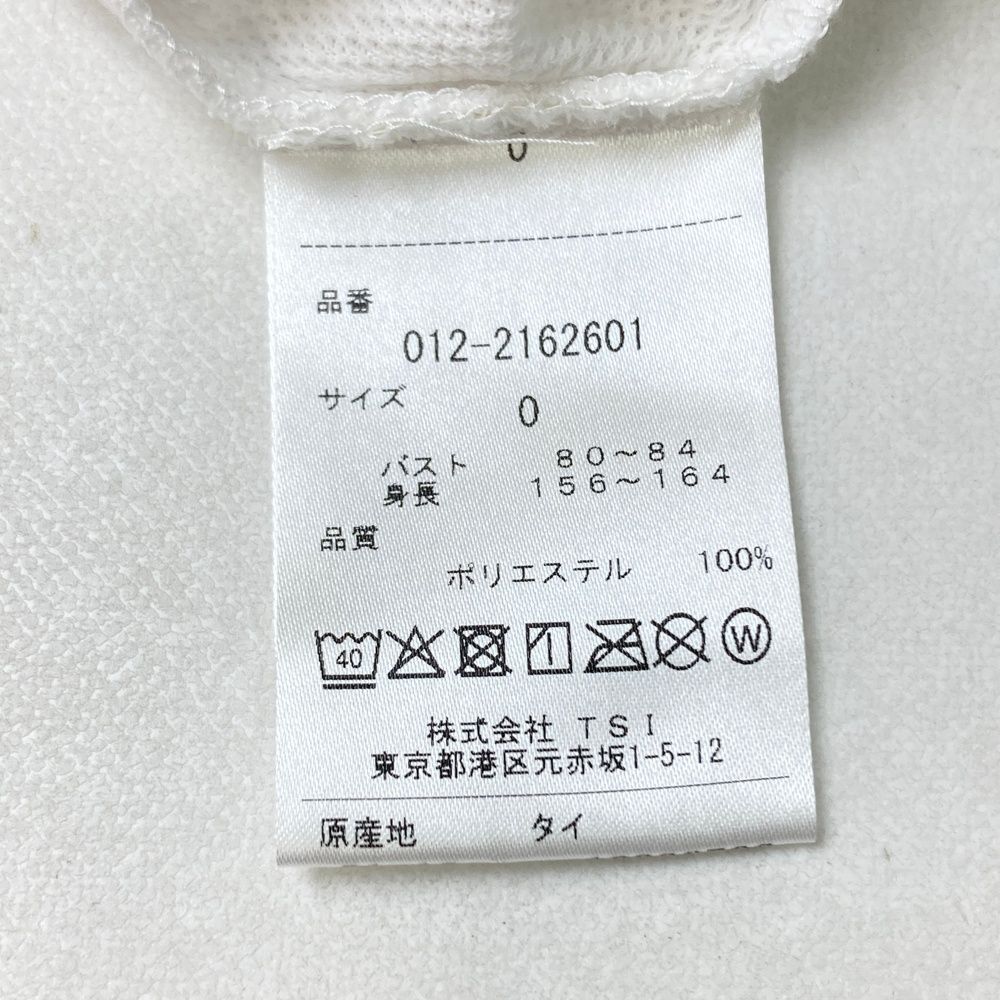 0
品番
012-2162601
サイズ 0
バスト 80～84
身長 156～164
品質
ポリエステル 100%
40 W
株式会社 TSI
東京都港区元赤坂1-5-12
原産地 タイ